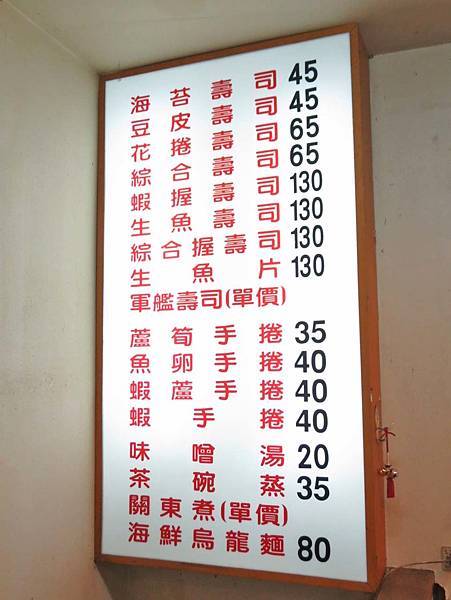 海苔壽司 45
豆皮壽司 45
花捲壽司 65
綜合壽司 65
蝦握壽司 130
生魚壽司 130
綜合握壽司 130
生魚片 130
軍艦壽司(單價)
蘆筍手捲 35
魚卵手捲 40
蝦蘆手捲 40
蝦手捲 40
味噌湯 20
茶碗蒸 35
關東煮(單價)
海鮮烏龍麵 80